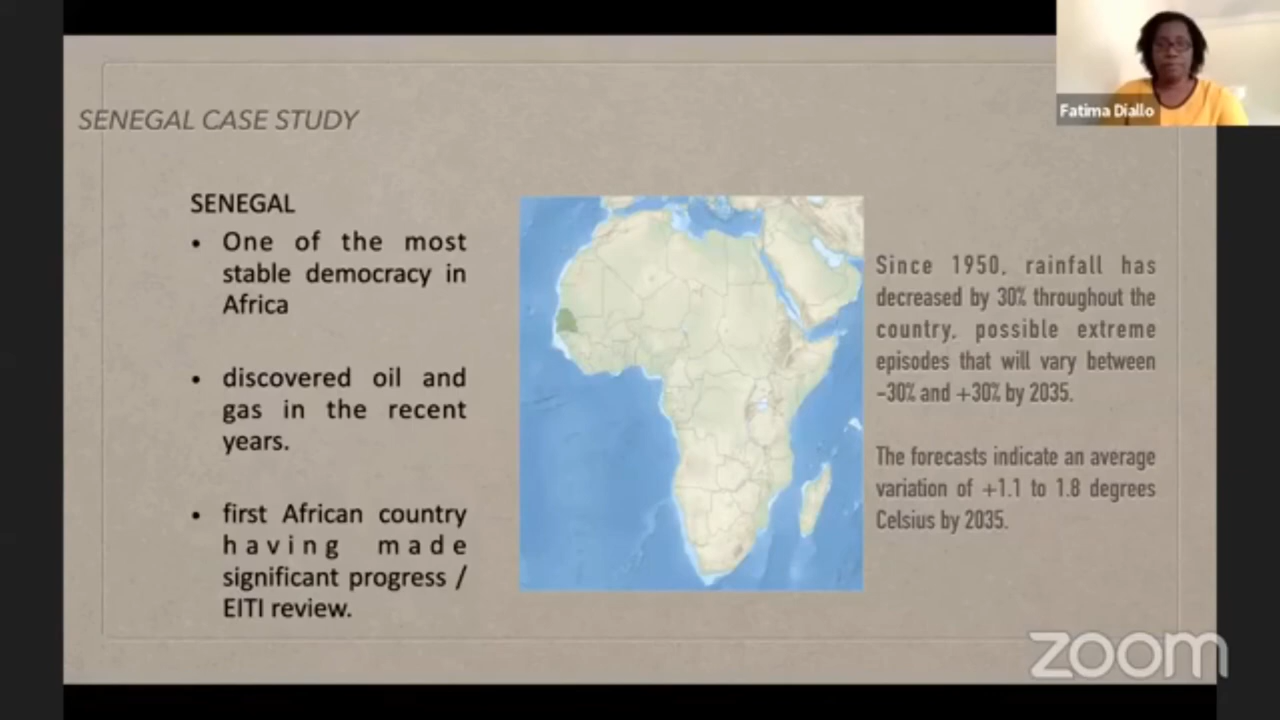 SENEGAL CASE STUDY
SENEGAL
• One of the most
stable democracy in
Africa
• discovered oil and
gas in the recent
years.
• first African country
having made
significant progress /
EITI review.
Since 1950, rainfall has
decreased by 30% throughout the
country, possible extreme
episodes that will vary between
-30% and +30% by 2035.
The forecasts indicate an average
variation of +1.1 to 1.8 degrees
Celsius by 2035.
Fatima Diallo
zoom